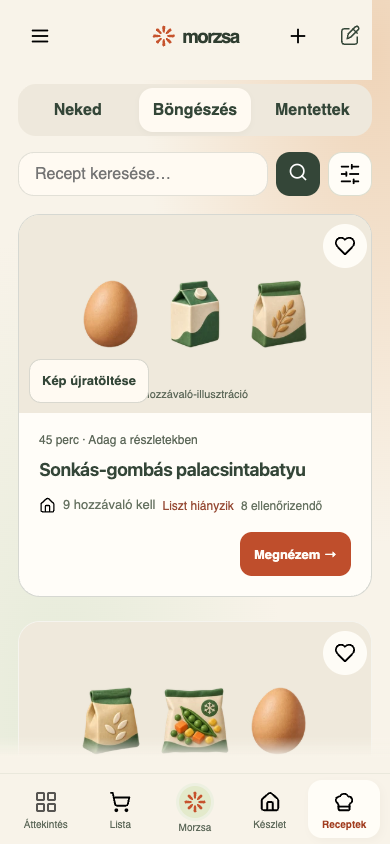 morzsa
Neked Böngészés Mentettek
Recept keresése…
Kép újratöltése
hozzávaló-illusztráció
45 perc · Adag a részletekben
Sonkás-gombás palacsintabatyu
9 hozzávaló kell Liszt hiányzik 8 ellenőrizendő
Megnézem →
Áttekintés Lista Morzsa Készlet Receptek